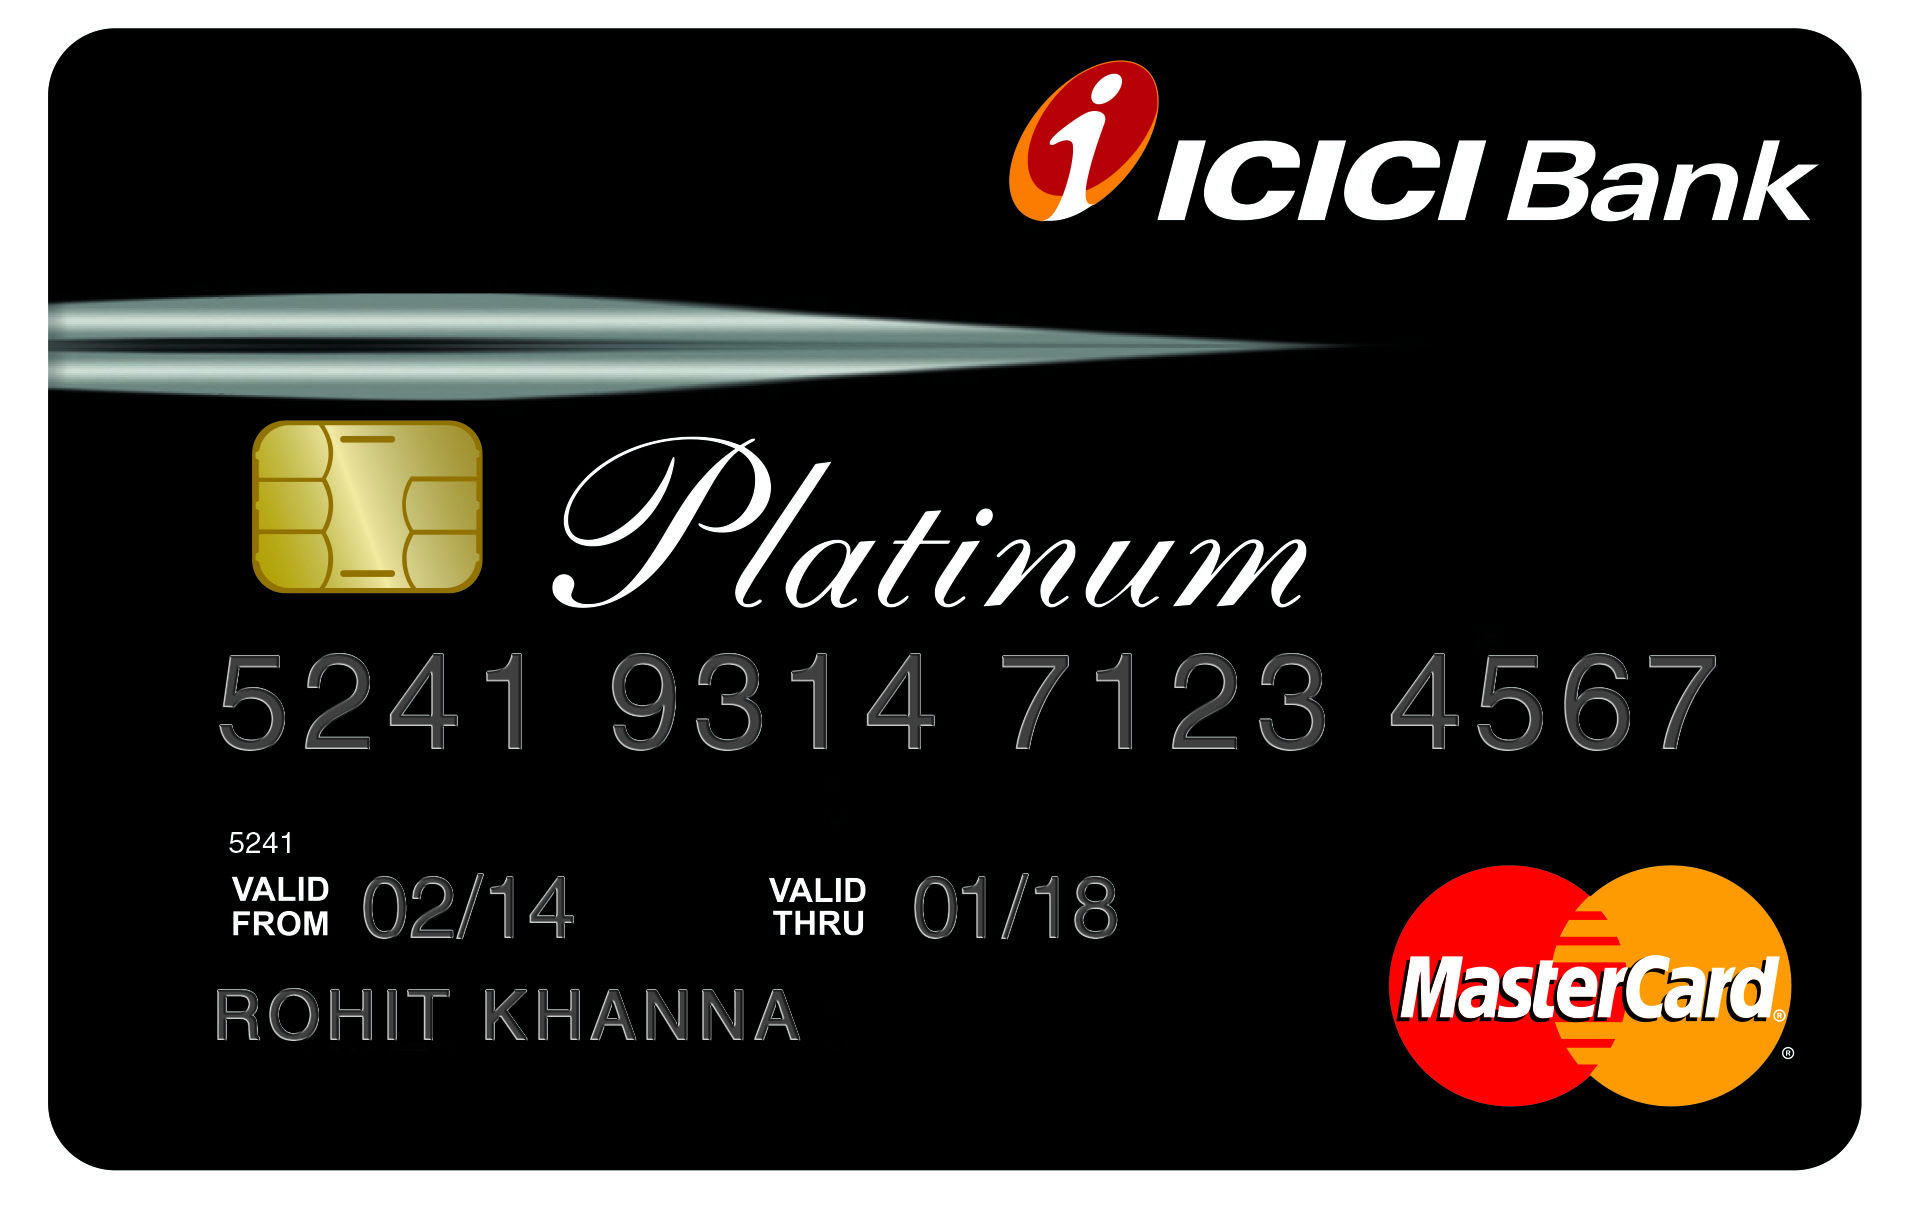 i ICICI Bank
Platinum
5241 9314 7123 4567
5241
VALID FROM 02/14 VALID THRU 01/18
ROHIT KHANNA
MasterCard®
®